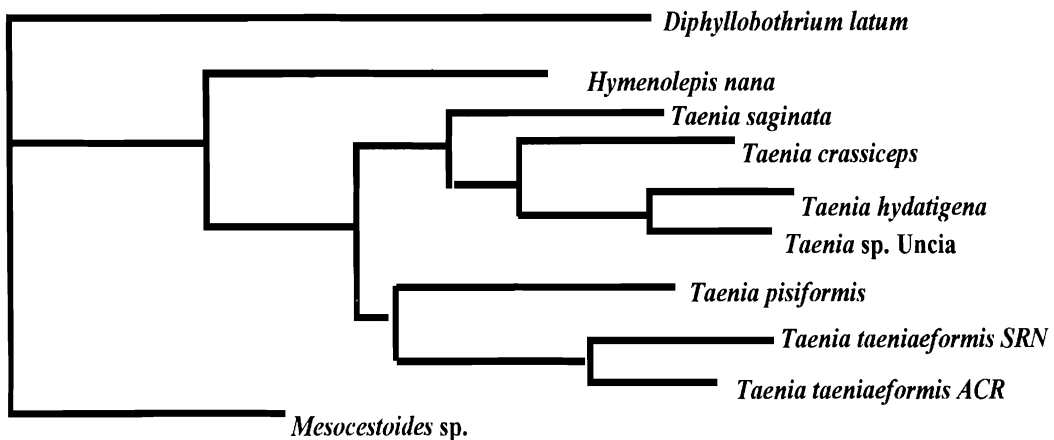 Diphyllobothrium latum
Hymenolepis nana
Taenia saginata
Taenia crassiceps
Taenia hydatigena
Taenia sp. Uncia
Taenia pisiformis
Taenia taeniaeformis SRN
Taenia taeniaeformis ACR
Mesocestoides sp.